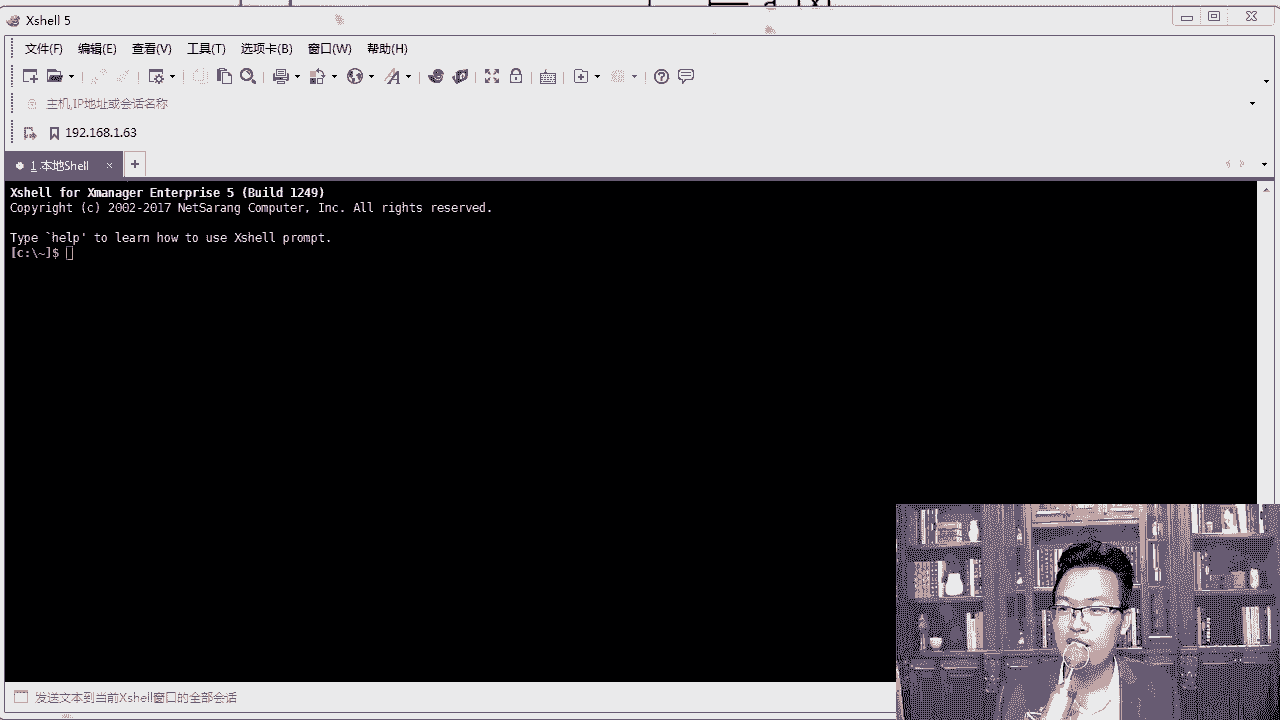 Xshell 5
文件(F) 编辑(E) 查看(V) 工具(T) 选项卡(B) 窗口(W) 帮助(H)
主机,IP地址或会话名称
192.168.1.63
1 本地Shell
Xshell for Xmanager Enterprise 5 (Build 1249)
Copyright (c) 2002-2017 NetSarang Computer, Inc. All rights reserved.
Type `help' to learn how to use Xshell prompt.
[c:\~]$
发送文本到当前Xshell窗口的全部会话